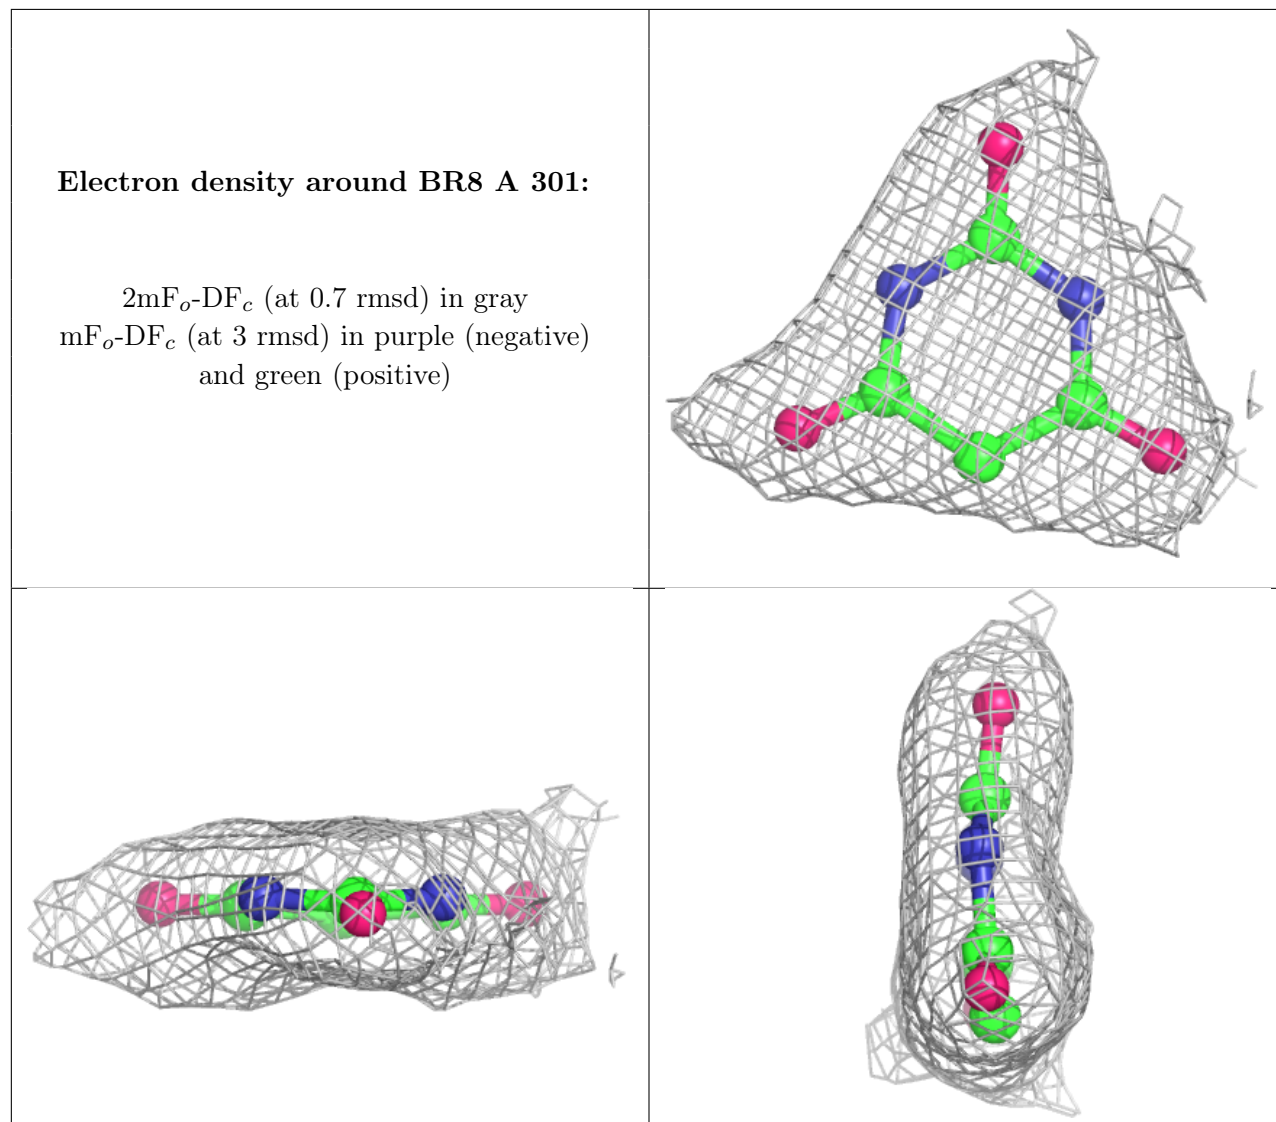 Electron density around BR8 A 301:
2mFo-DFc (at 0.7 rmsd) in gray
mFo-DFc (at 3 rmsd) in purple (negative)
and green (positive)